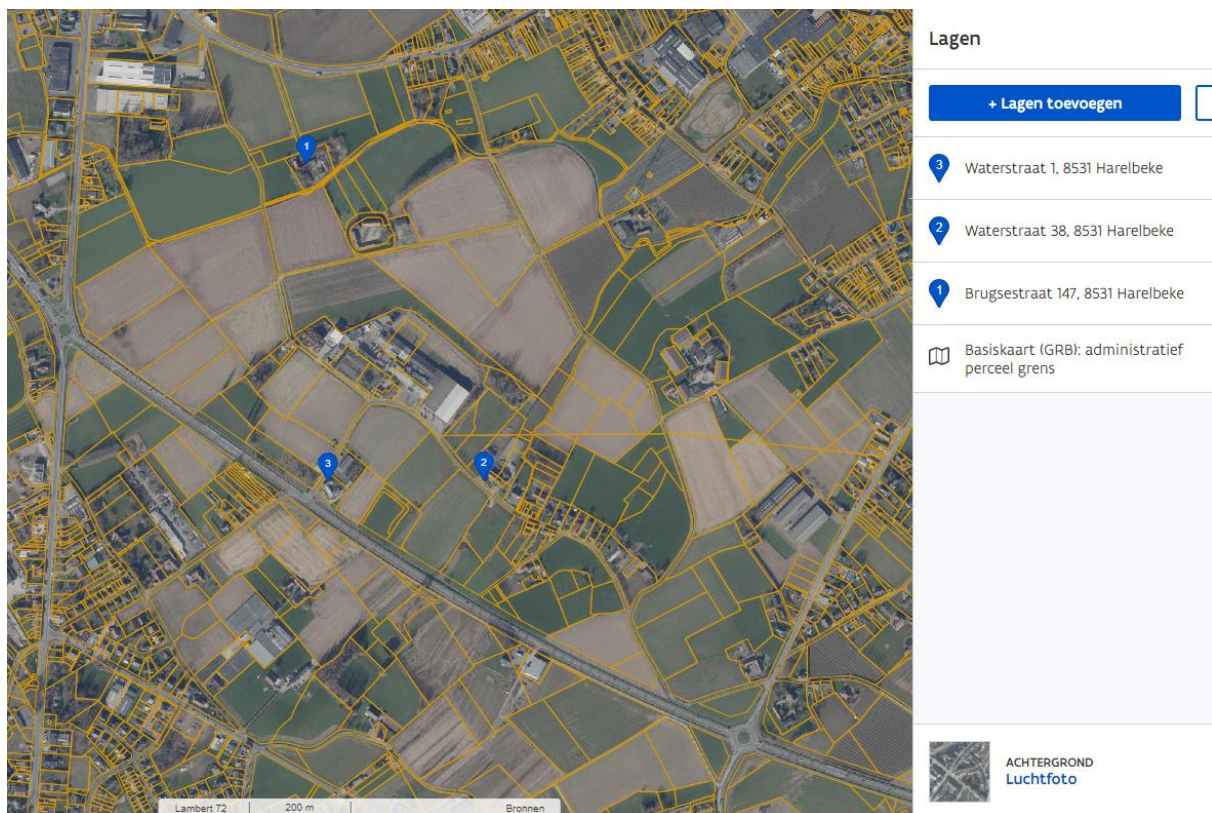 Lagen
+ Lagen toevoegen
3 Waterstraat 1, 8531 Harelbeke
2 Waterstraat 38, 8531 Harelbeke
1 Brugsestraat 147, 8531 Harelbeke
Basiskaart (GRB): administratief
perceel grens
1
3
2
ACHTERGROND
Luchtfoto
Lambert 72 200 m Bronnen